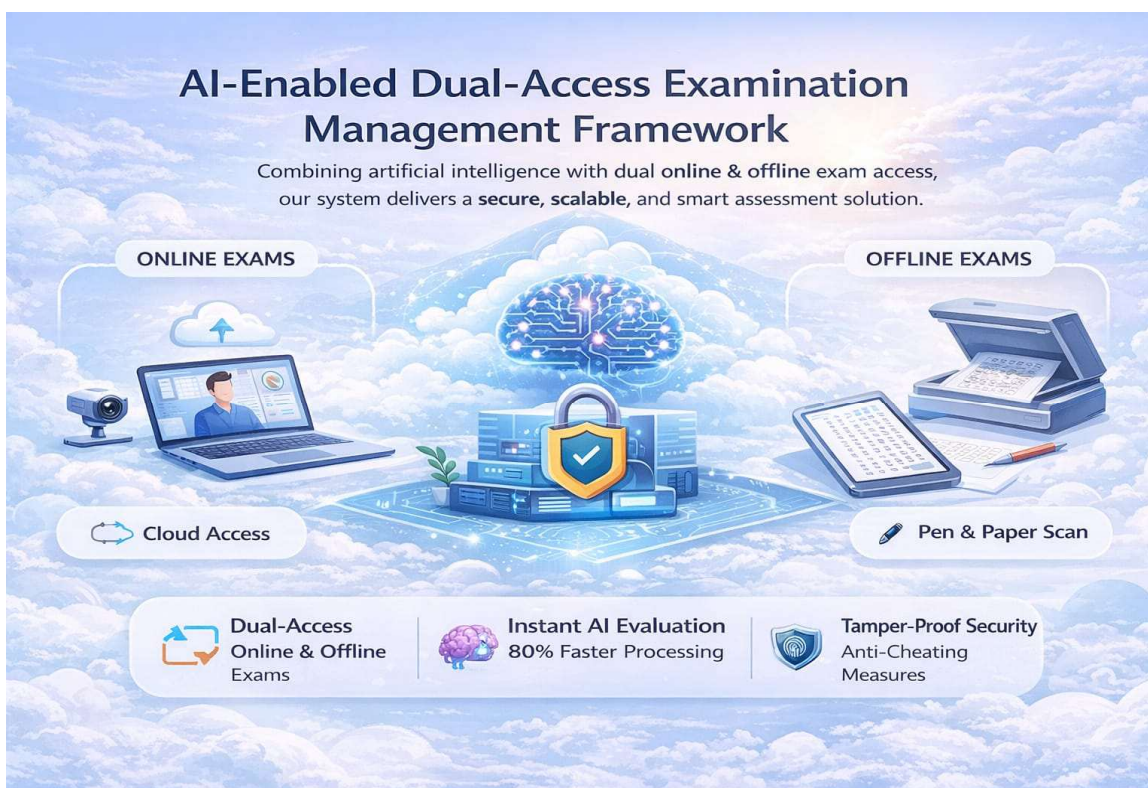 AI-Enabled Dual-Access Examination
Management Framework
Combining artificial intelligence with dual online & offline exam access,
our system delivers a secure, scalable, and smart assessment solution.
ONLINE EXAMS
OFFLINE EXAMS
Cloud Access
Pen & Paper Scan
Dual-Access
Online & Offline
Exams
Instant AI Evaluation
80% Faster Processing
Tamper-Proof Security
Anti-Cheating
Measures